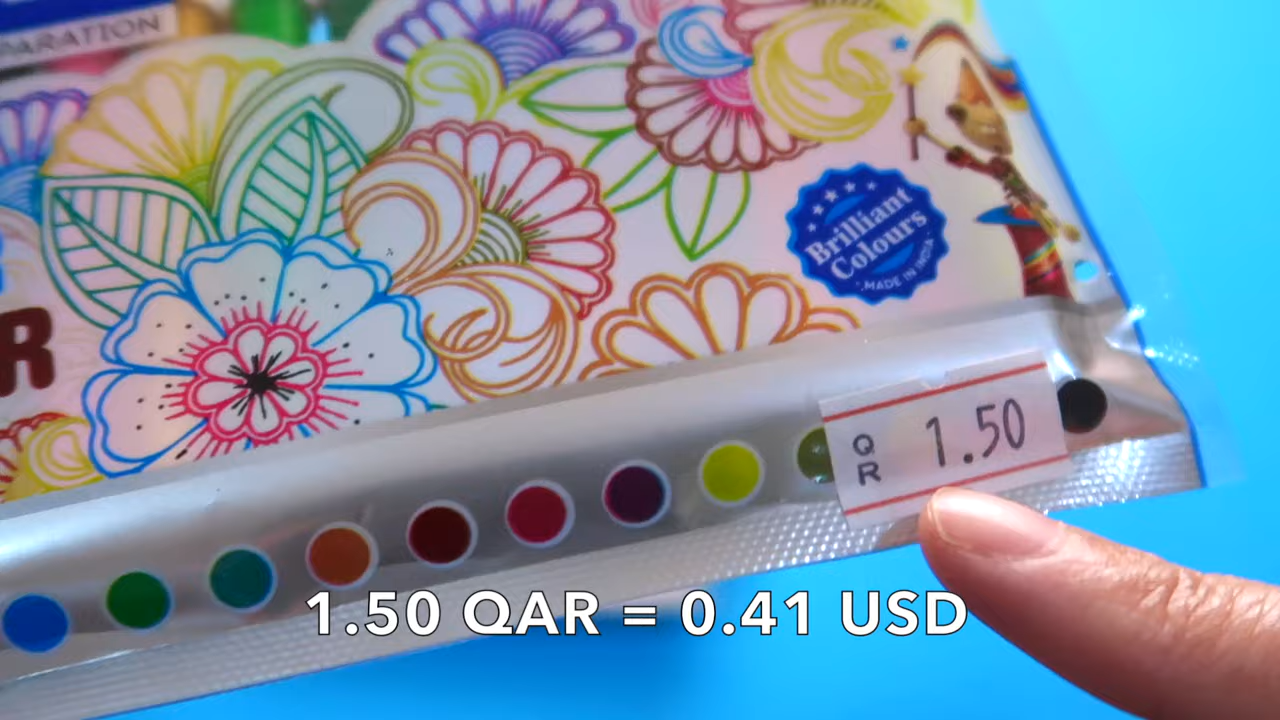 PARATION
Brilliant
Colours
MADE IN INDIA
R
QR 1.50
1.50 QAR = 0.41 USD